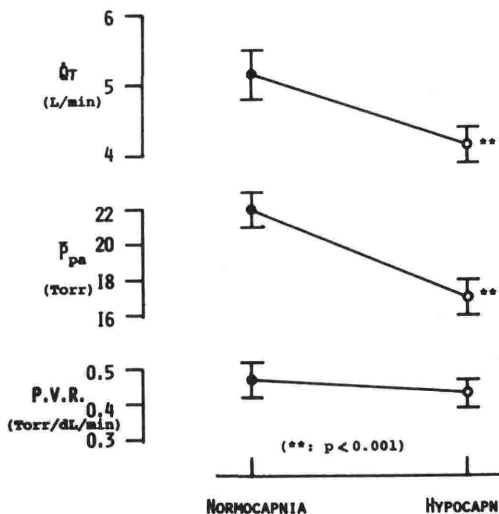 6
Q̇T
(L/min)
5
4
**
22
P̄pa
20
(Torr)
18
16
**
0.5
P.V.R.
0.4
(Torr/dL/min)
0.3
(**: p<0.001)
NORMOCAPNIA
HYPOCAPN